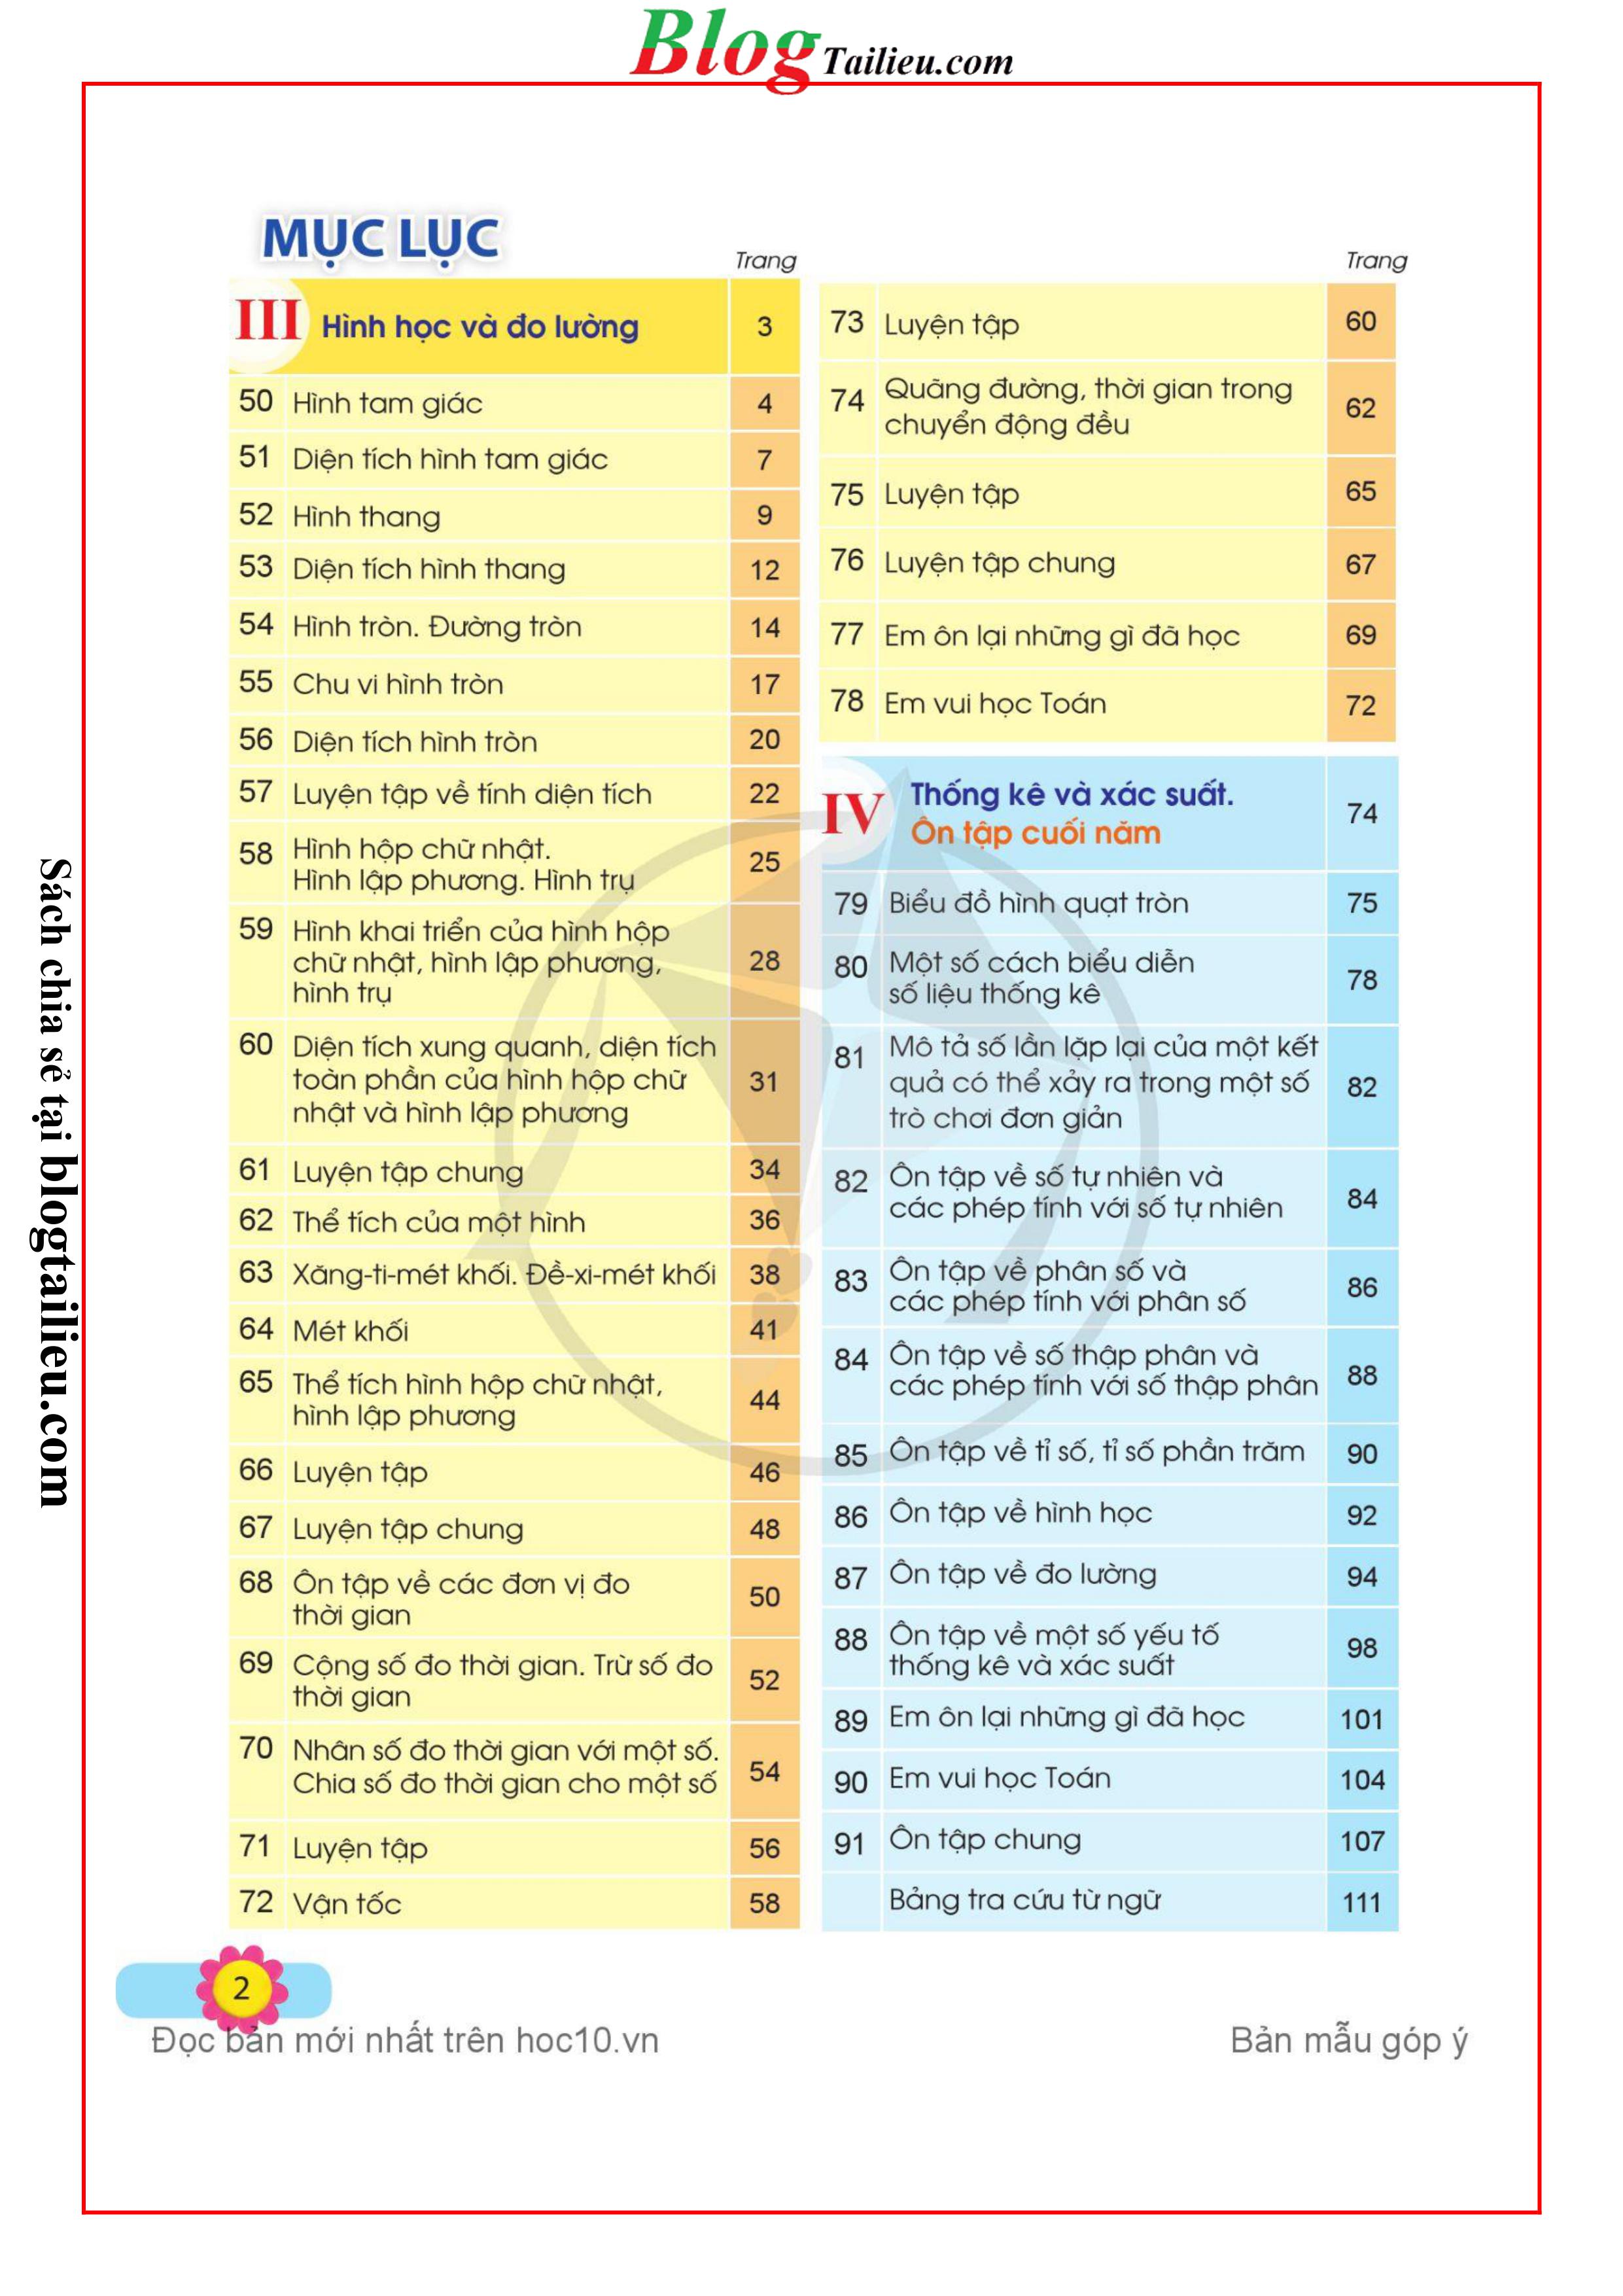 Blog Tailieu.com
MỤC LỤC
Trang
III Hình học và đo lường 3
50 Hình tam giác 4
51 Diện tích hình tam giác 7
52 Hình thang 9
53 Diện tích hình thang 12
54 Hình tròn. Đường tròn 14
55 Chu vi hình tròn 17
56 Diện tích hình tròn 20
57 Luyện tập về tính diện tích 22
58 Hình hộp chữ nhật.
Hình lập phương. Hình trụ 25
59 Hình khai triển của hình hộp
chữ nhật, hình lập phương, 28
hình trụ
60 Diện tích xung quanh, diện tích
toàn phần của hình hộp chữ 31
nhật và hình lập phương
61 Luyện tập chung 34
62 Thể tích của một hình 36
63 Xăng-ti-mét khối. Đề-xi-mét khối 38
64 Mét khối 41
65 Thể tích hình hộp chữ nhật, 44
hình lập phương
66 Luyện tập 46
67 Luyện tập chung 48
68 Ôn tập về các đơn vị đo 50
thời gian
69 Cộng số đo thời gian. Trừ số đo 52
thời gian
70 Nhân số đo thời gian với một số. 54
Chia số đo thời gian cho một số
71 Luyện tập 56
72 Vận tốc 58
Trang
73 Luyện tập 60
74 Quãng đường, thời gian trong 62
chuyển động đều
75 Luyện tập 65
76 Luyện tập chung 67
77 Em ôn lại những gì đã học 69
78 Em vui học Toán 72
IV Thống kê và xác suất. 74
Ôn tập cuối năm
79 Biểu đồ hình quạt tròn 75
80 Một số cách biểu diễn 78
số liệu thống kê
81 Mô tả số lần lặp lại của một kết
quả có thể xảy ra trong một số 82
trò chơi đơn giản
82 Ôn tập về số tự nhiên và 84
các phép tính với số tự nhiên
83 Ôn tập về phân số và 86
các phép tính với phân số
84 Ôn tập về số thập phân và 88
các phép tính với số thập phân
85 Ôn tập về tỉ số, tỉ số phần trăm 90
86 Ôn tập về hình học 92
87 Ôn tập về đo lường 94
88 Ôn tập về một số yếu tố 98
thống kê và xác suất
89 Em ôn lại những gì đã học 101
90 Em vui học Toán 104
91 Ôn tập chung 107
Bảng tra cứu từ ngữ 111
2
Đọc bản mới nhất trên hoc10.vn
Bản mẫu góp ý
Sách chia sẻ tại blogtailieu.com